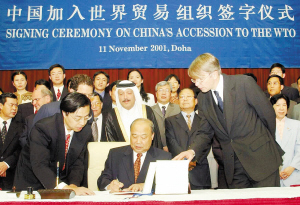 中国加入世界贸易组织签字仪式
SIGNING CEREMONY ON CHINA'S ACCESSION TO THE WTO
11 November 2001, Doha